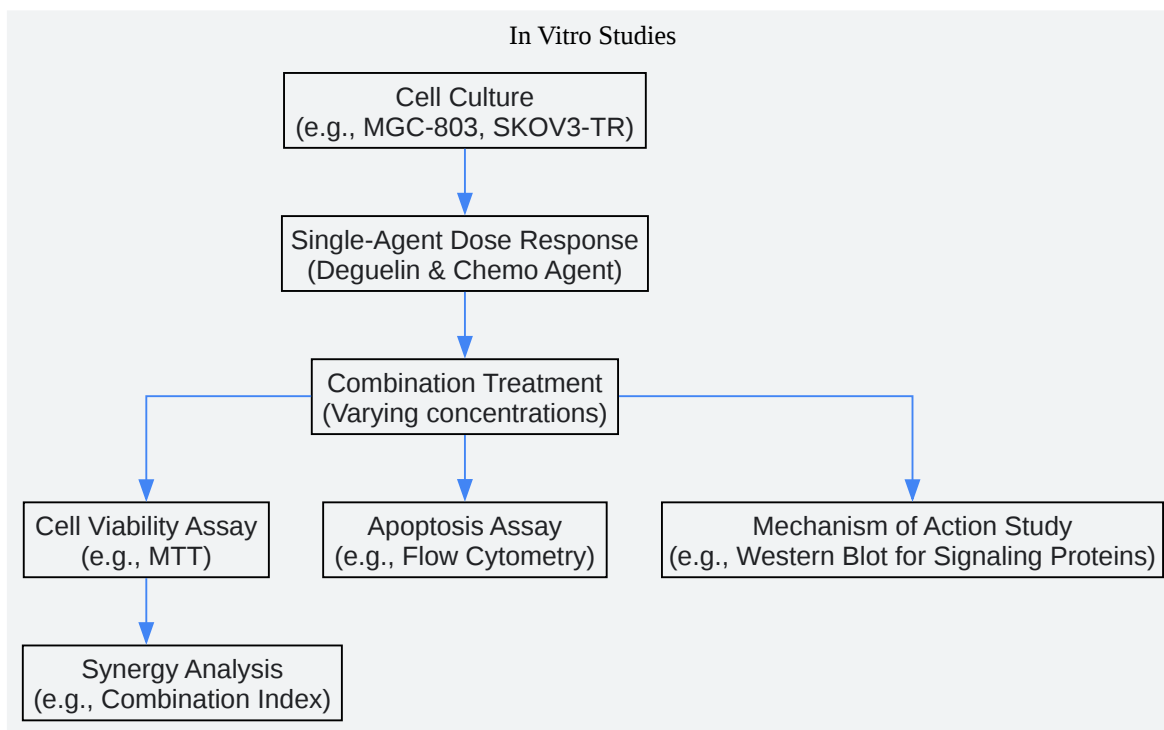 In Vitro Studies
Cell Culture
(e.g., MGC-803, SKOV3-TR)
Single-Agent Dose Response
(Deguelin & Chemo Agent)
Combination Treatment
(Varying concentrations)
Cell Viability Assay
(e.g., MTT)
Apoptosis Assay
(e.g., Flow Cytometry)
Mechanism of Action Study
(e.g., Western Blot for Signaling Proteins)
Synergy Analysis
(e.g., Combination Index)